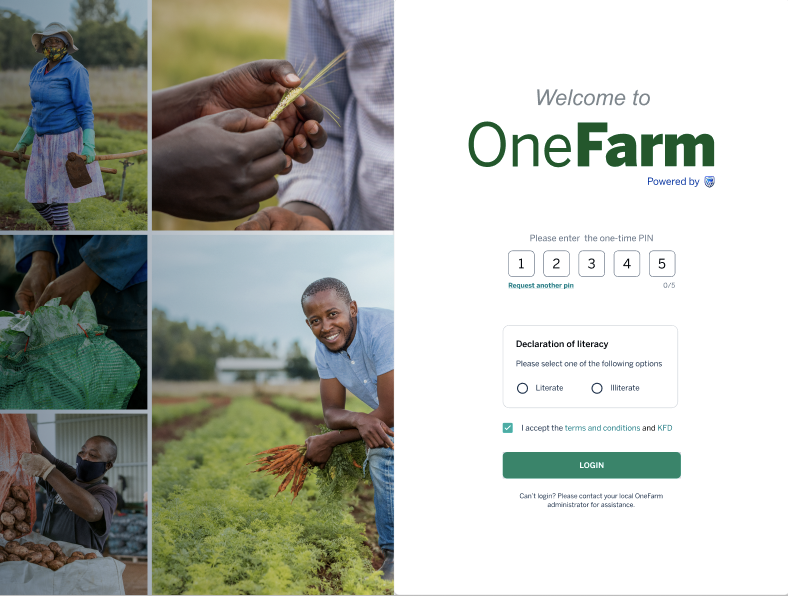 Welcome to
OneFarm
Powered by
Please enter the one-time PIN
1 2 3 4 5
Request another pin 0/5
Declaration of literacy
Please select one of the following options
Literate Illiterate
I accept the terms and conditions and KFD
LOGIN
Can't login? Please contact your local OneFarm
administrator for assistance.